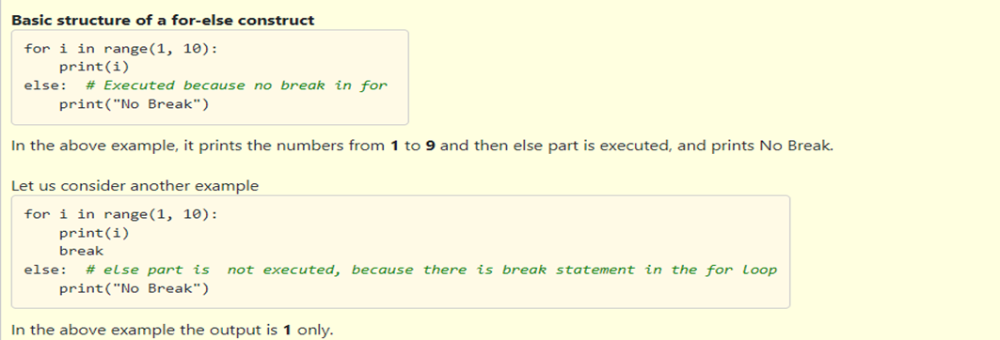 Basic structure of a for-else construct
for i in range(1, 10):
    print(i)
else:  # Executed because no break in for
    print("No Break")
In the above example, it prints the numbers from 1 to 9 and then else part is executed, and prints No Break.
Let us consider another example
for i in range(1, 10):
    print(i)
    break
else:  # else part is  not executed, because there is break statement in the for loop
    print("No Break")
In the above example the output is 1 only.